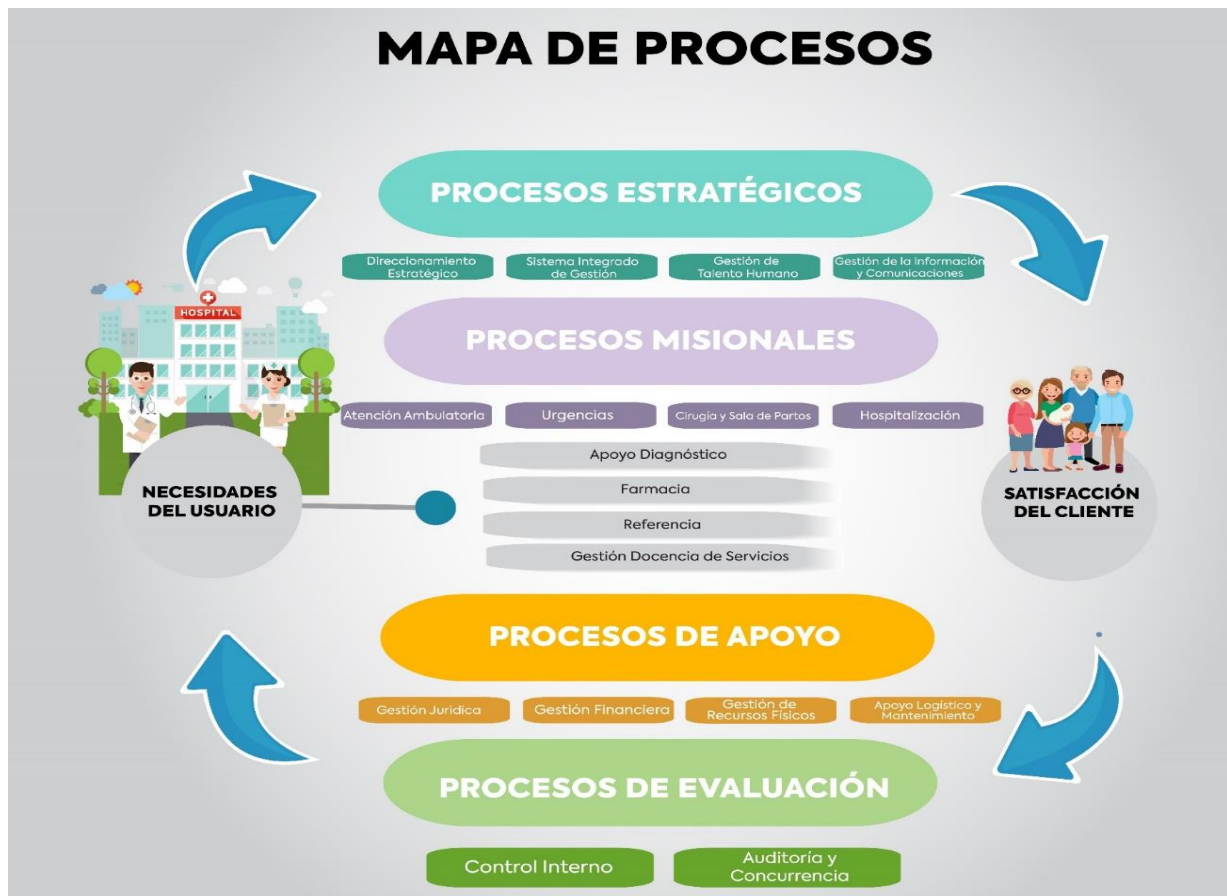 MAPA DE PROCESOS
PROCESOS ESTRATÉGICOS
Direccionamiento
Estratégico
Sistema Integrado
de Gestión
Gestión de
Talento Humano
Gestión de la Información
y Comunicaciones
HOSPITAL
PROCESOS MISIONALES
Atención Ambulatoria
Urgencias
Cirugía y Sala de Partos
Hospitalización
Apoyo Diagnóstico
Farmacia
Referencia
Gestión Docencia de Servicios
NECESIDADES
DEL USUARIO
SATISFACCIÓN
DEL CLIENTE
PROCESOS DE APOYO
Gestión Jurídica
Gestión Financiera
Gestión de
Recursos Físicos
Apoyo Logístico y
Mantenimiento
PROCESOS DE EVALUACIÓN
Control Interno
Auditoría y
Concurrencia